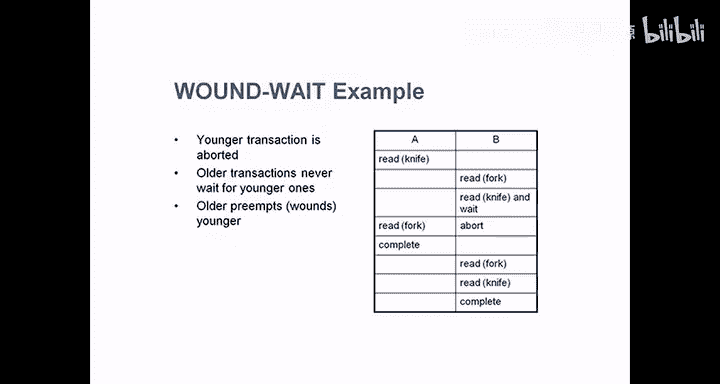 bilibili
WOUND-WAIT Example
• Younger transaction is
aborted
• Older transactions never
wait for younger ones
• Older preempts (wounds)
younger
A B
read (knife)
read (fork)
read (knife) and
wait
read (fork) abort
complete
read (fork)
read (knife)
complete